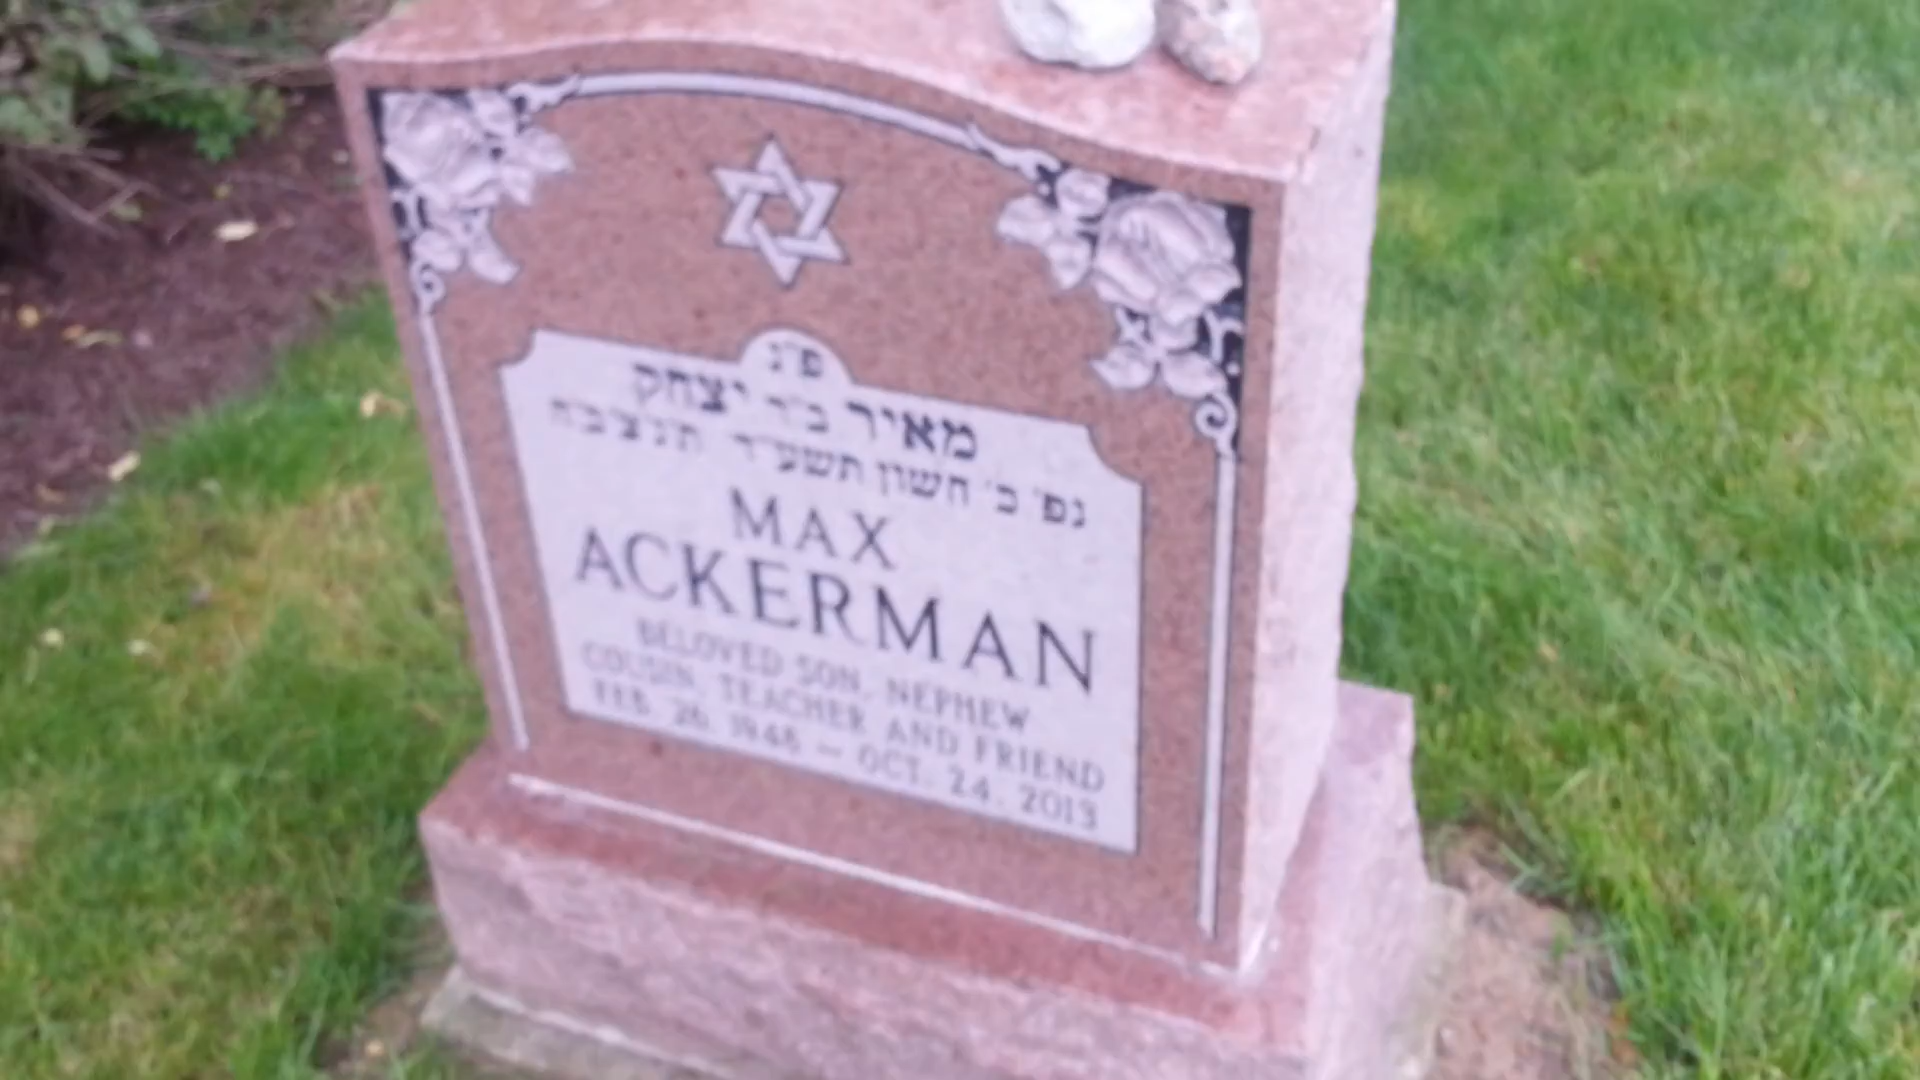 פ"נ
מאיר ב"ר יצחק
נפ' כ' חשון תשע"ד תנצב"ה
MAX
ACKERMAN
BELOVED SON, NEPHEW
COUSIN, TEACHER AND FRIEND
FEB. 26, 1946 — OCT. 24, 2013